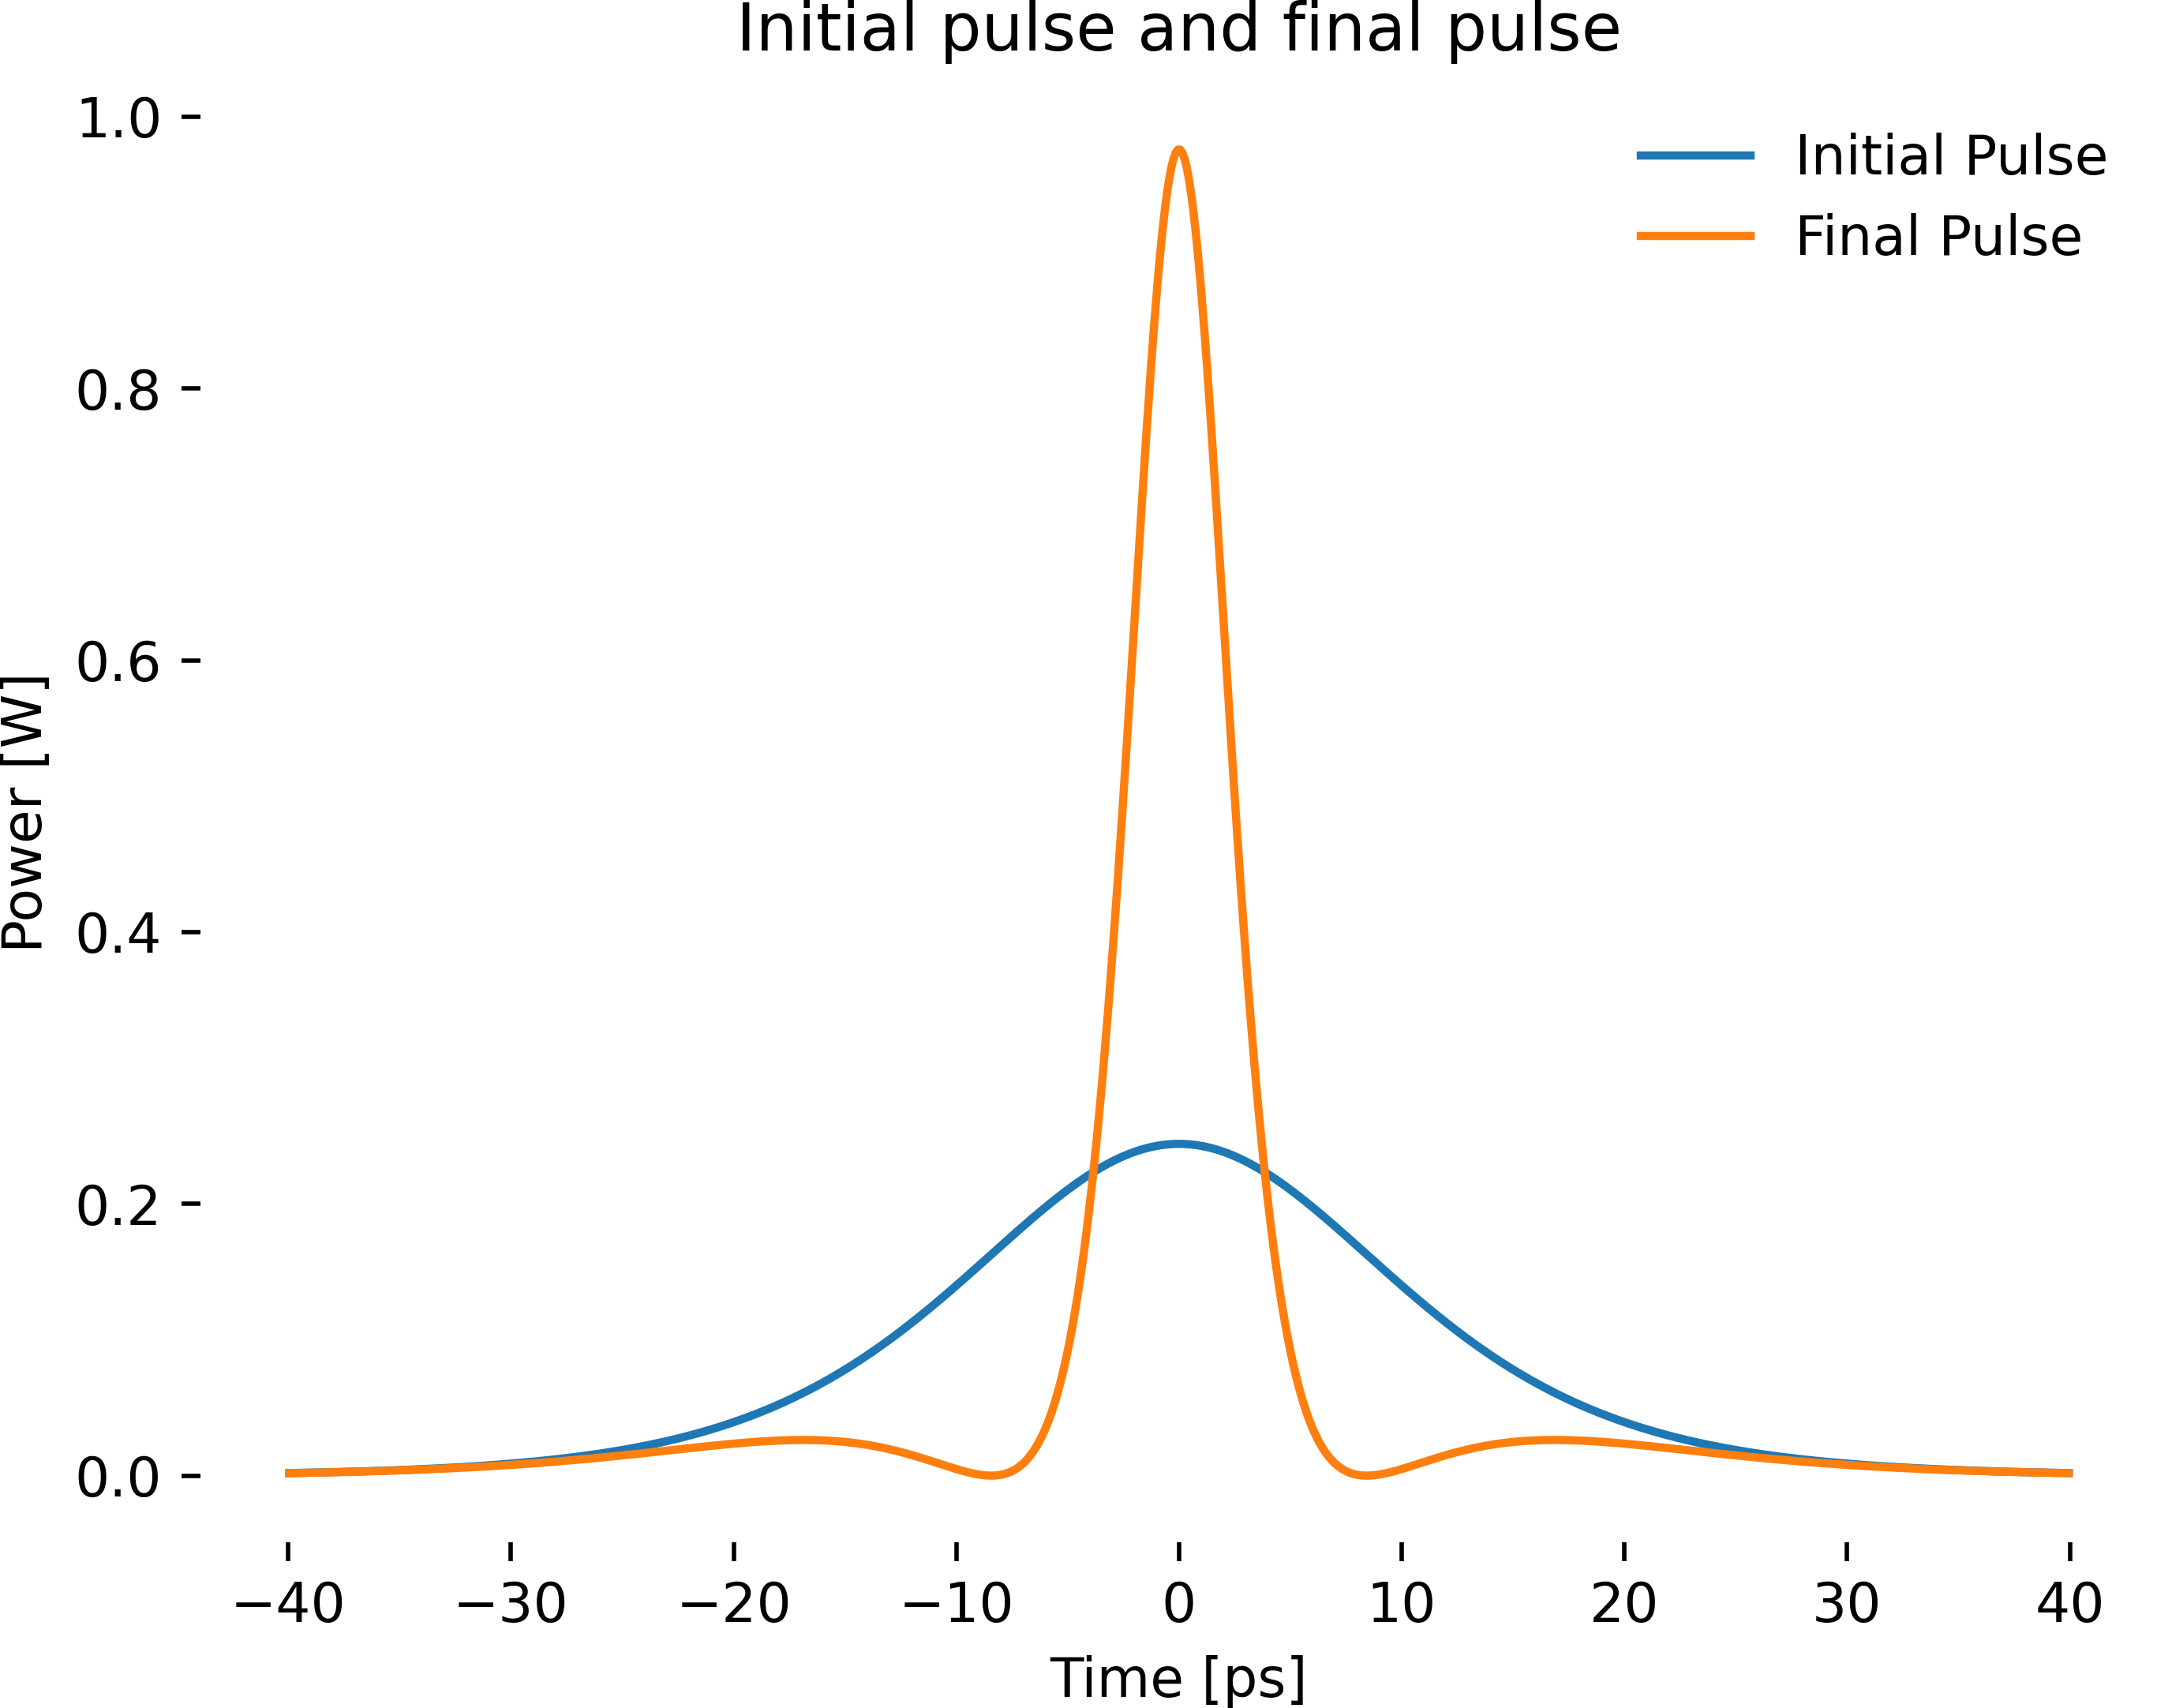 Initial pulse and final pulse
1.0
0.8
0.6
0.4
0.2
0.0
Power [W]
Initial Pulse
Final Pulse
−40 −30 −20 −10 0 10 20 30 40
Time [ps]